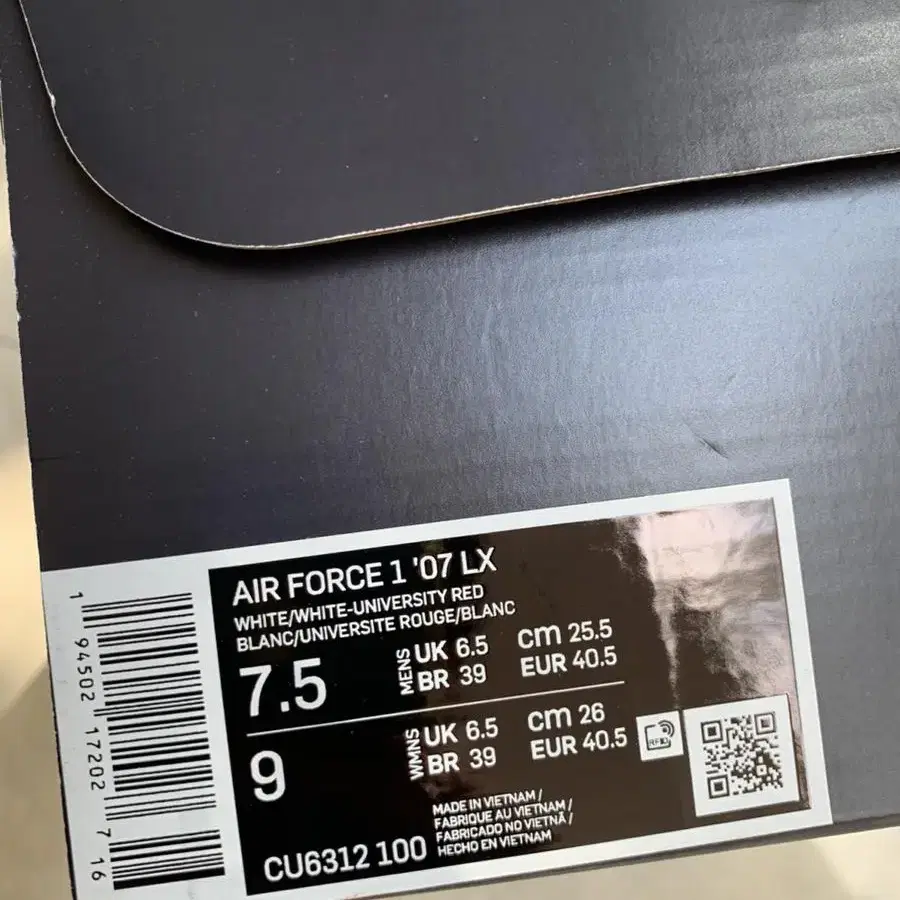 AIR FORCE 1 '07 LX
WHITE/WHITE-UNIVERSITY RED
BLANC/UNIVERSITE ROUGE/BLANC
7.5 MENS UK 6.5 cm 25.5
BR 39 EUR 40.5
9 WMNS UK 6.5 cm 26
BR 39 EUR 40.5
RFID
MADE IN VIETNAM /
FABRIQUE AU VIETNAM /
FABRICADO NO VIETNÃ /
HECHO EN VIETNAM
CU6312 100
1 94502 17202 7 16